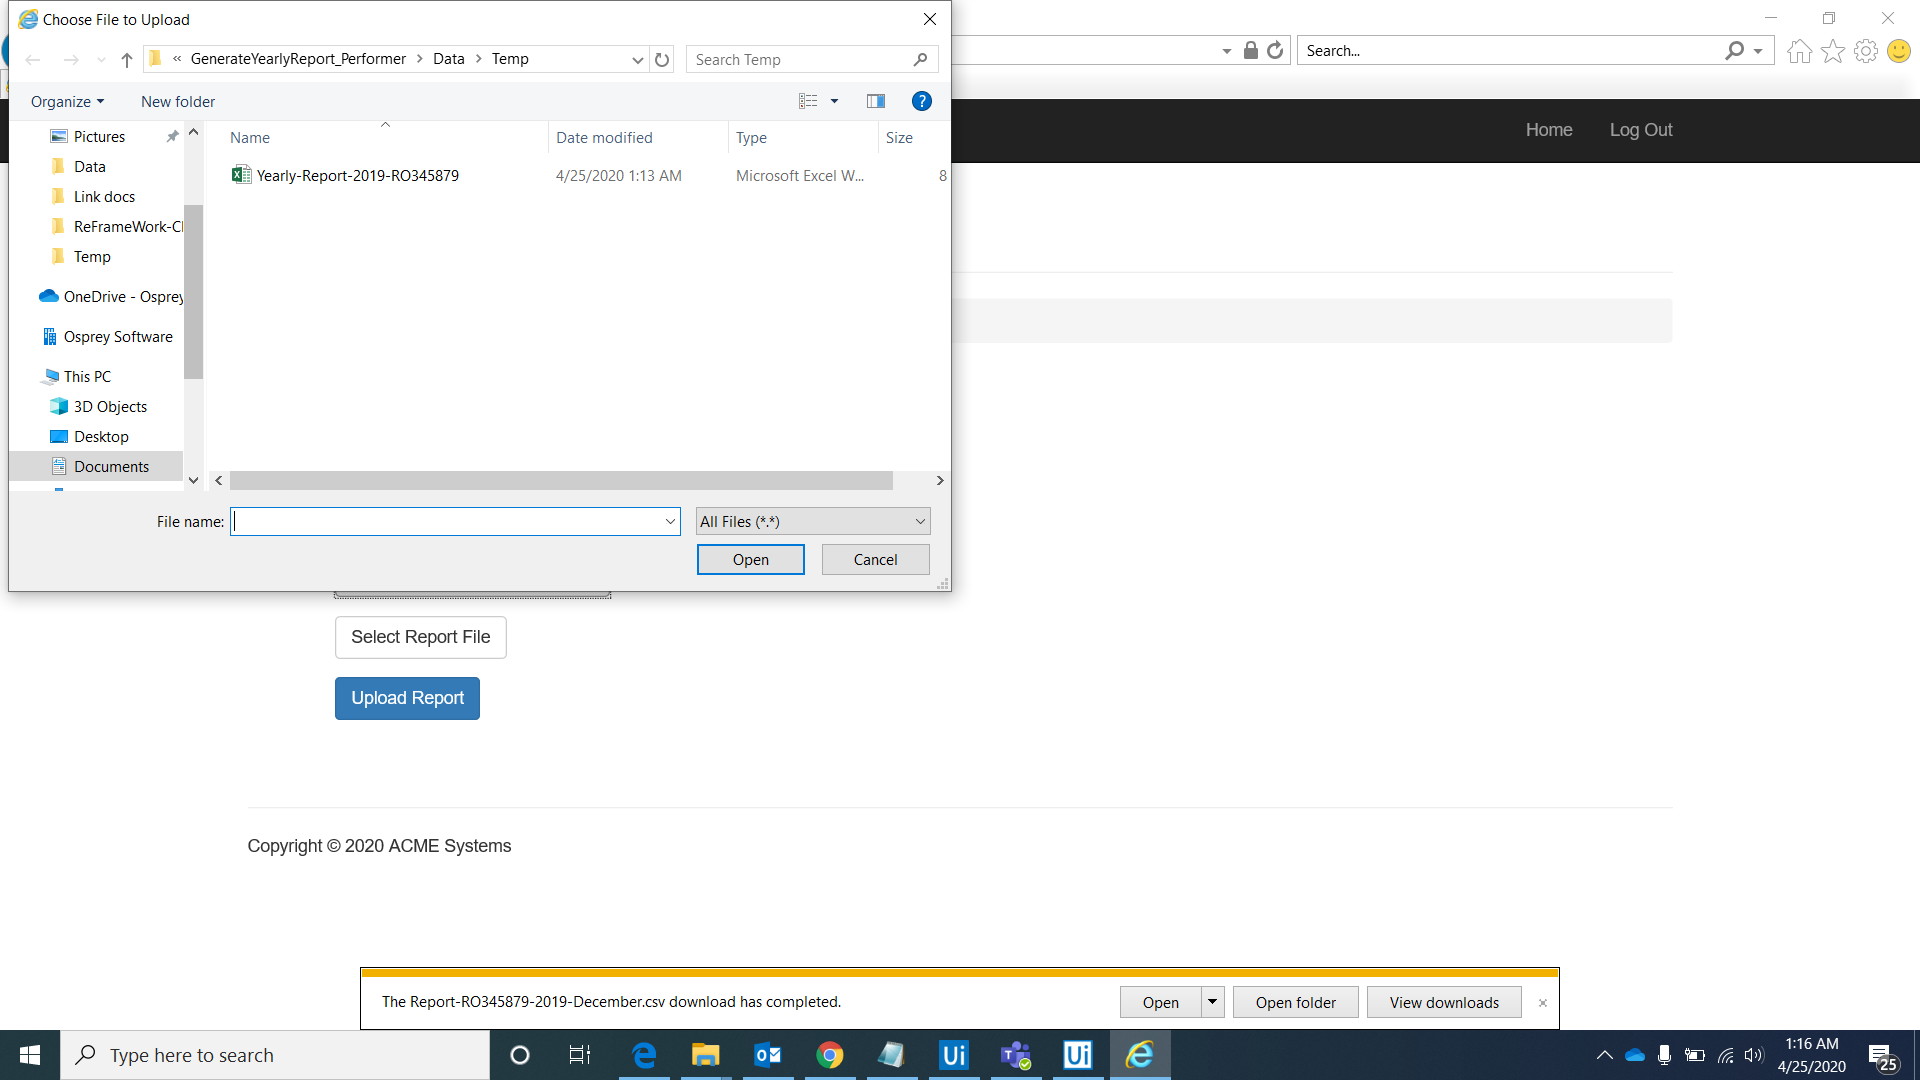 Choose File to Upload
« GenerateYearlyReport_Performer > Data > Temp
Search Temp
Search...
Organize
New folder
?
Home
Log Out
Name
Date modified
Type
Size
Yearly-Report-2019-RO345879
4/25/2020 1:13 AM
Microsoft Excel W...
8
Pictures
Data
Link docs
ReFrameWork-Cl
Temp
OneDrive - Osprey
Osprey Software
This PC
3D Objects
Desktop
Documents
File name:
All Files (*.*)
Open
Cancel
Select Report File
Upload Report
Copyright © 2020 ACME Systems
The Report-RO345879-2019-December.csv download has completed.
Open
Open folder
View downloads
Type here to search
Ui
Ui
1:16 AM
4/25/2020
25